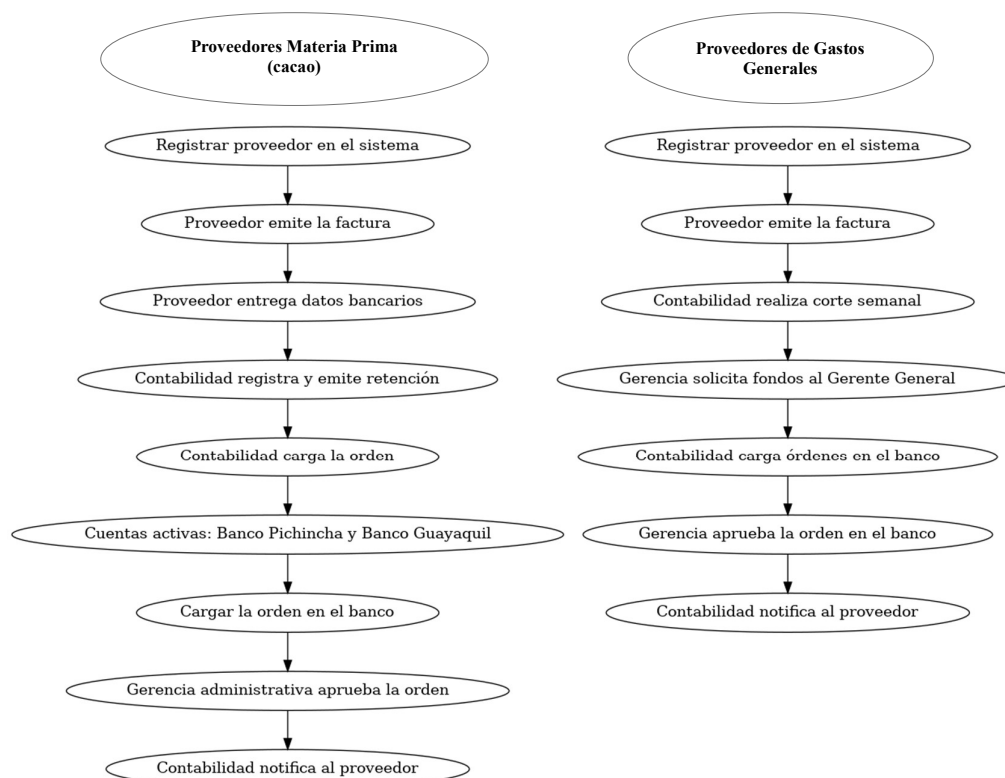 Proveedores Materia Prima
(cacao)
Registrar proveedor en el sistema
Proveedor emite la factura
Proveedor entrega datos bancarios
Contabilidad registra y emite retención
Contabilidad carga la orden
Cuentas activas: Banco Pichincha y Banco Guayaquil
Cargar la orden en el banco
Gerencia administrativa aprueba la orden
Contabilidad notifica al proveedor
Proveedores de Gastos
Generales
Registrar proveedor en el sistema
Proveedor emite la factura
Contabilidad realiza corte semanal
Gerencia solicita fondos al Gerente General
Contabilidad carga órdenes en el banco
Gerencia aprueba la orden en el banco
Contabilidad notifica al proveedor